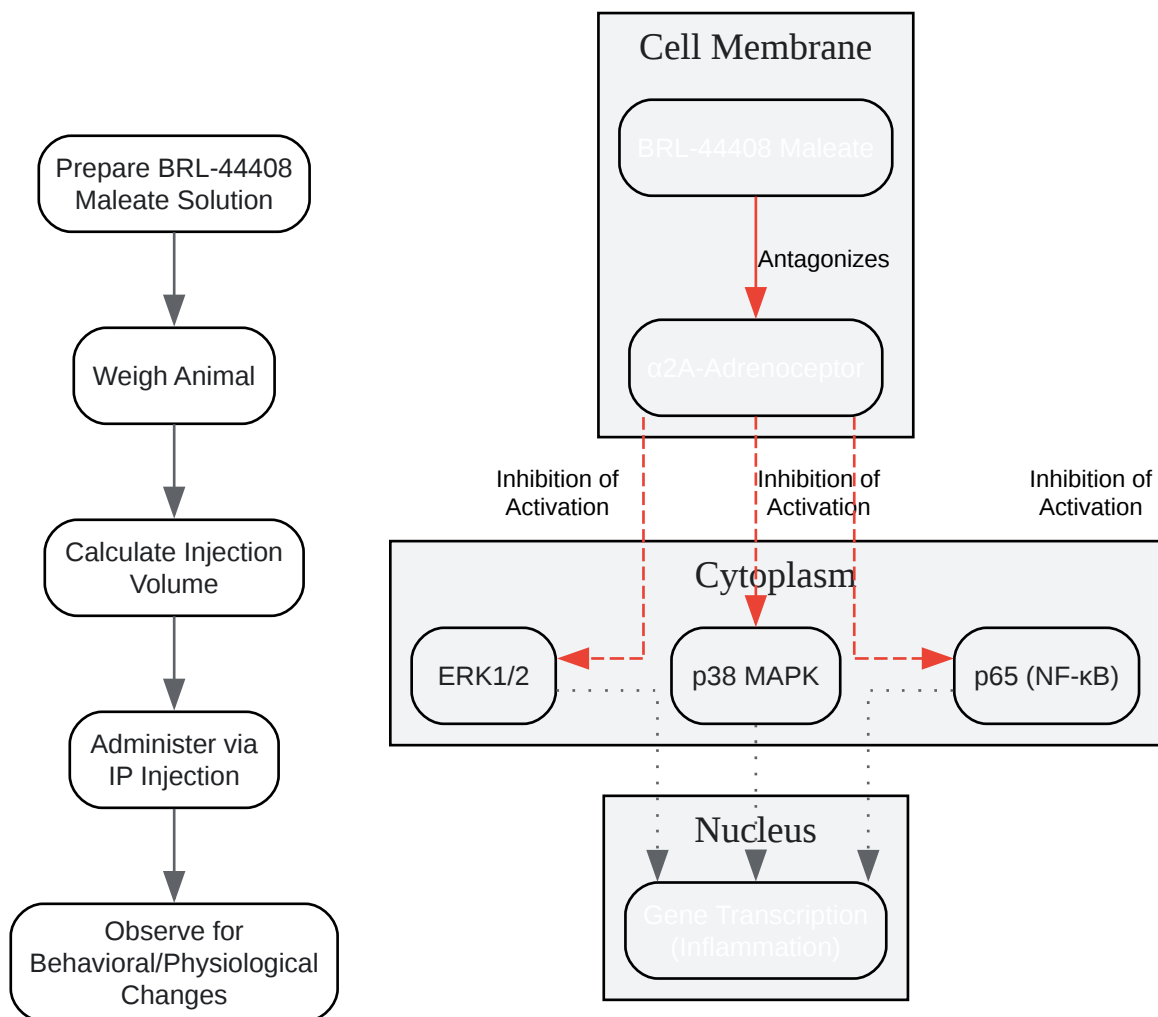 Prepare BRL-44408
Maleate Solution
Weigh Animal
Calculate Injection
Volume
Administer via
IP Injection
Observe for
Behavioral/Physiological
Changes
Cell Membrane
BRL-44408 Maleate
Antagonizes
α2A-Adrenoceptor
Inhibition of
Activation
Inhibition of
Activation
Inhibition of
Activation
Cytoplasm
ERK1/2
p38 MAPK
p65 (NF-κB)
Nucleus
Gene Transcription
(Inflammation)